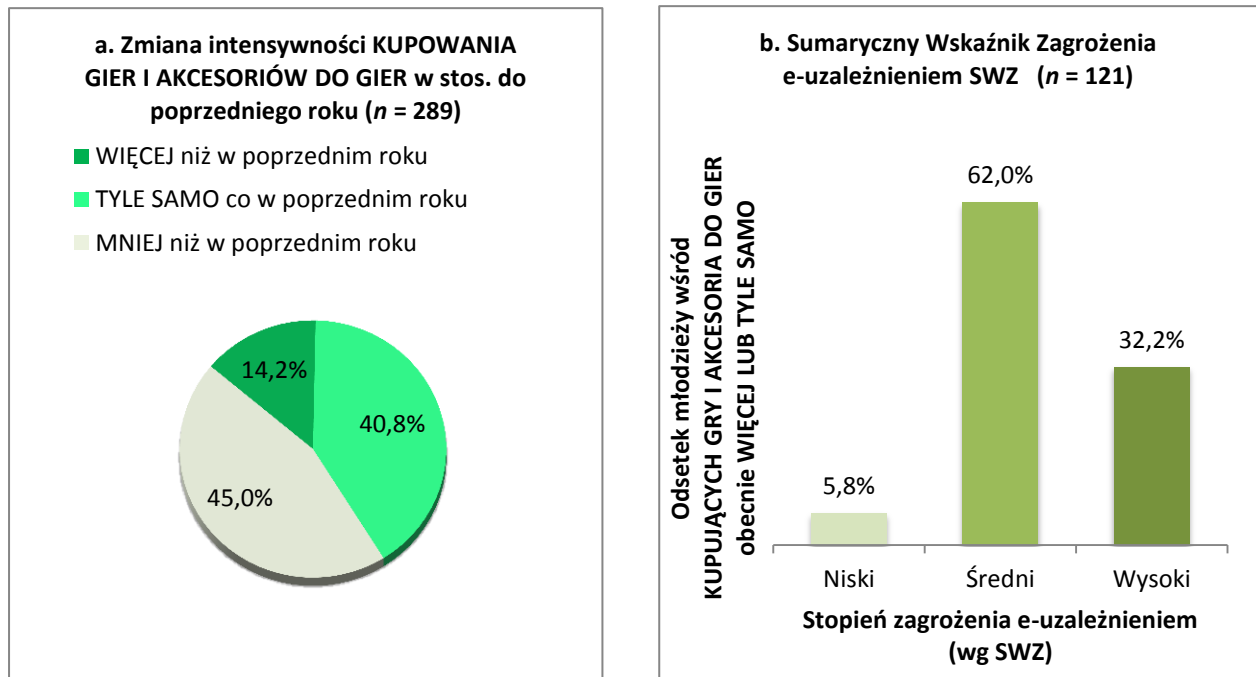 a. Zmiana intensywności KUPOWANIA
GIER I AKCESORIÓW DO GIER w stos. do
poprzedniego roku (n = 289)
WIĘCEJ niż w poprzednim roku
TYLE SAMO co w poprzednim roku
MNIEJ niż w poprzednim roku
14,2%
40,8%
45,0%
b. Sumaryczny Wskaźnik Zagrożenia
e-uzależnieniem SWZ (n = 121)
Odsetek młodzieży wśród
KUPUJĄCYCH GRY I AKCESORIA DO GIER
obecnie WIĘCEJ LUB TYLE SAMO
62,0%
32,2%
5,8%
Niski
Średni
Wysoki
Stopień zagrożenia e-uzależnieniem
(wg SWZ)